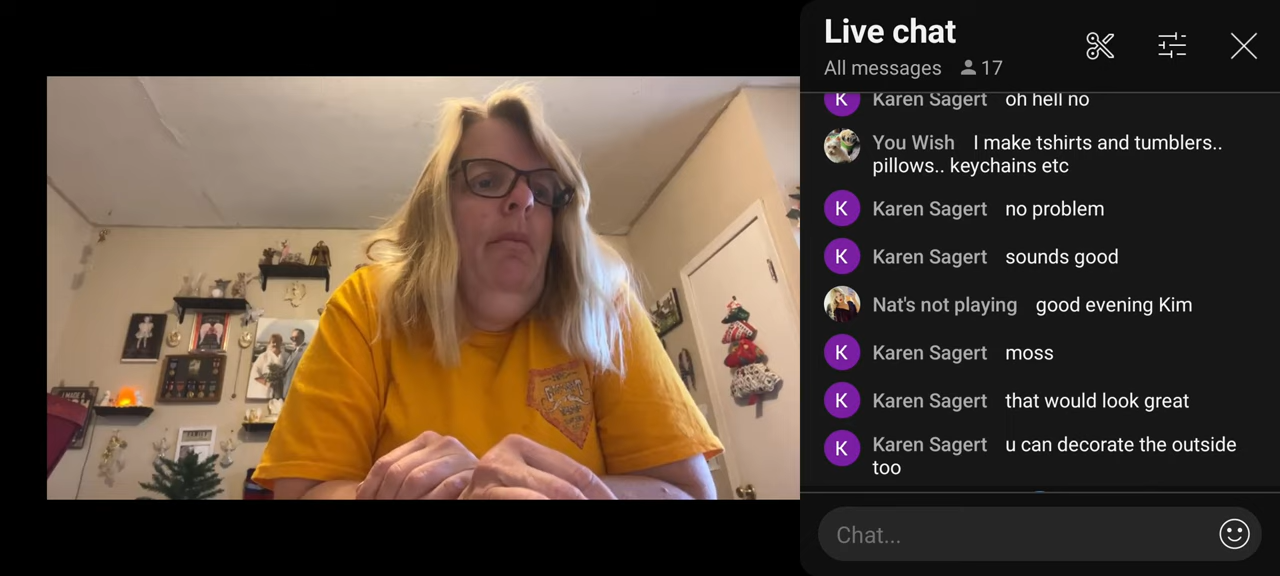 Live chat
All messages 17
K Karen Sagert oh hell no
You Wish I make tshirts and tumblers..
pillows.. keychains etc
K Karen Sagert no problem
K Karen Sagert sounds good
Nat's not playing good evening Kim
K Karen Sagert moss
K Karen Sagert that would look great
K Karen Sagert u can decorate the outside
too
Chat...